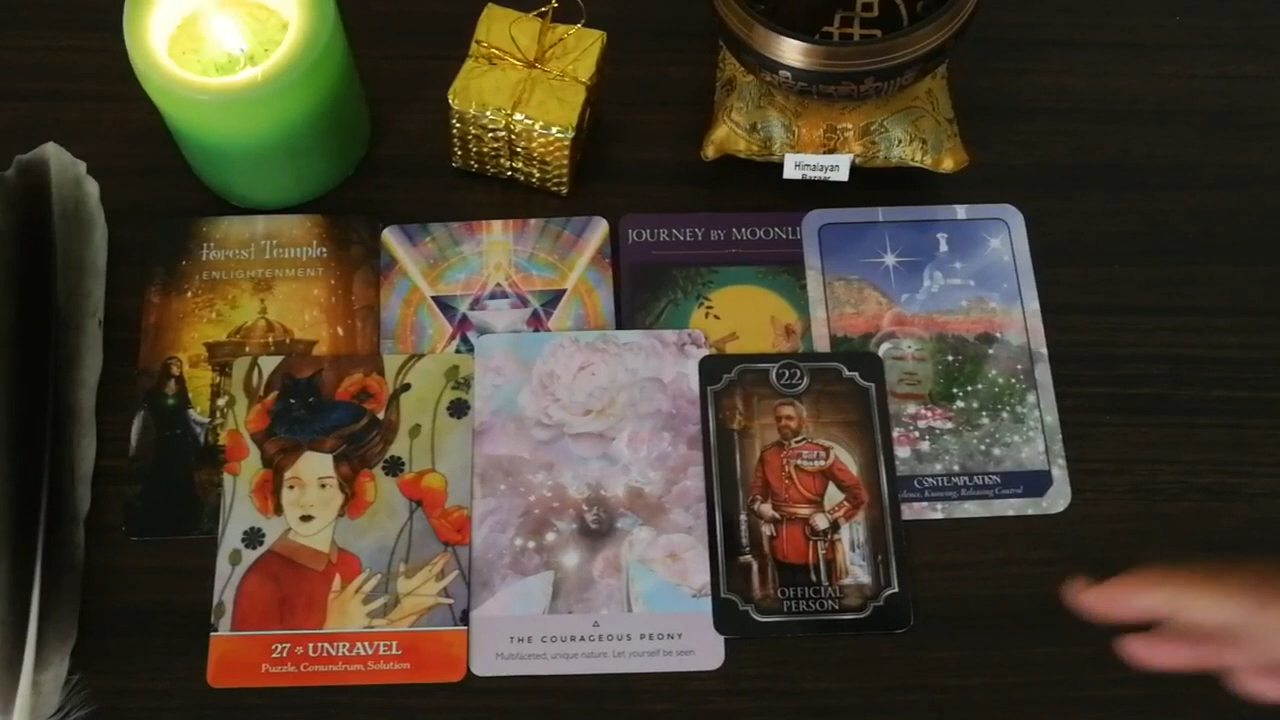 Himalayan
Bazaar
Forest Temple
ENLIGHTENMENT
JOURNEY BY MOONLI
22
OFFICIAL
PERSON
CONTEMPLATION
Knowing, Releasing Control
27 UNRAVEL
Puzzle, Conundrum, Solution
THE COURAGEOUS PEONY
Multifaceted, unique nature. Let yourself be seen.